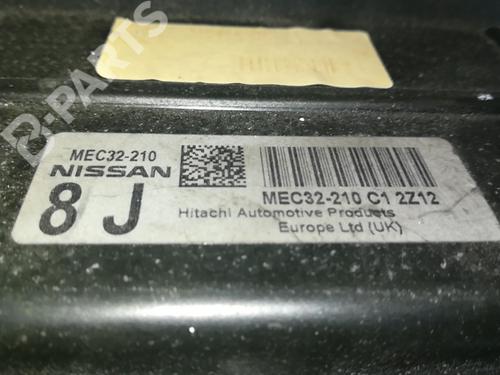 B-PARTS
MEC32-210
NISSAN
8 J
MEC32-210 C1 2Z12
Hitachi Automotive Products
Europe Ltd (UK)